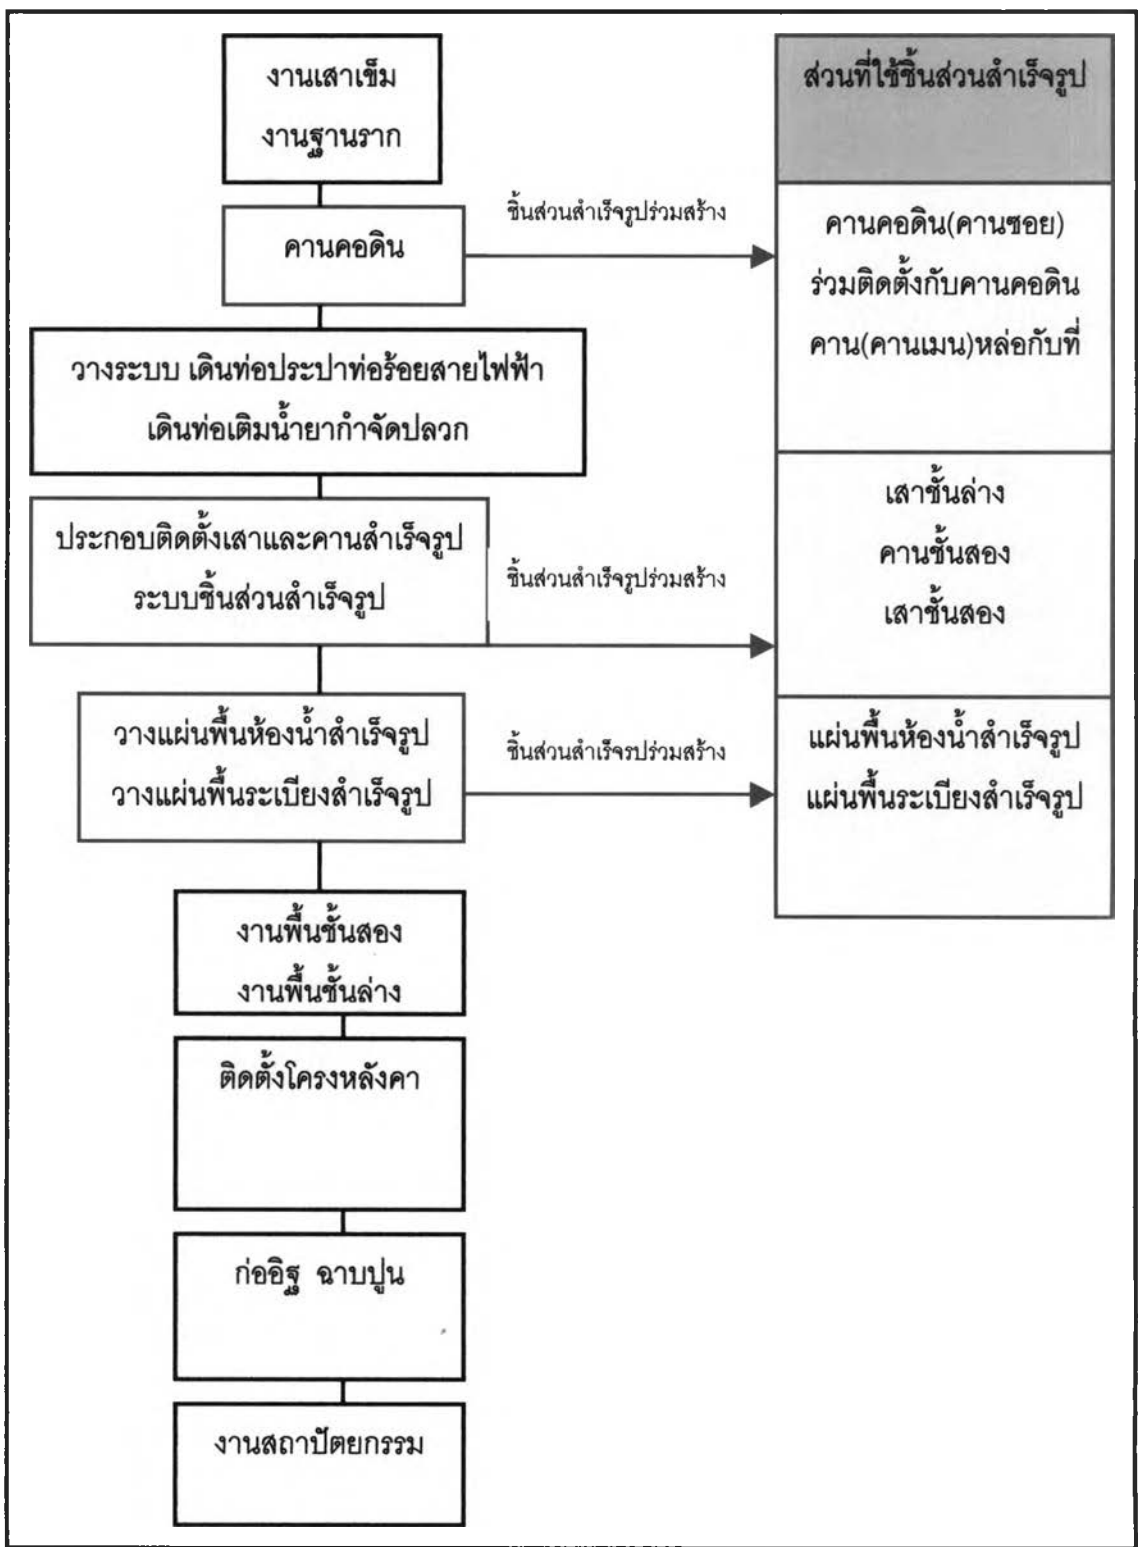 งานเสาเข็ม
งานฐานราก
ส่วนที่ใช้ชิ้นส่วนสำเร็จรูป
คานคอดิน
ชิ้นส่วนสำเร็จรูปร่วมสร้าง
คานคอดิน(คานซอย)
ร่วมติดตั้งกับคานคอดิน
คาน(คานเมน)หล่อกับที่
วางระบบ เดินท่อประปาท่อร้อยสายไฟฟ้า
เดินท่อเติมน้ำยากำจัดปลวก
ประกอบติดตั้งเสาและคานสำเร็จรูป
ระบบชิ้นส่วนสำเร็จรูป
ชิ้นส่วนสำเร็จรูปร่วมสร้าง
เสาชั้นล่าง
คานชั้นสอง
เสาชั้นสอง
วางแผ่นพื้นห้องน้ำสำเร็จรูป
วางแผ่นพื้นระเบียงสำเร็จรูป
ชิ้นส่วนสำเร็จรปร่วมสร้าง
แผ่นพื้นห้องน้ำสำเร็จรูป
แผ่นพื้นระเบียงสำเร็จรูป
งานพื้นชั้นสอง
งานพื้นชั้นล่าง
ติดตั้งโครงหลังคา
ก่ออิฐ ฉาบปูน
งานสถาปัตยกรรม